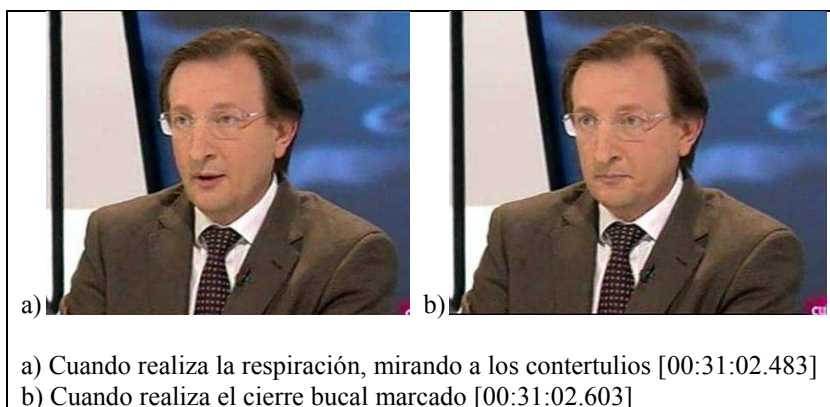 a) b)
a) Cuando realiza la respiración, mirando a los contertulios [00:31:02.483]
b) Cuando realiza el cierre bucal marcado [00:31:02.603]